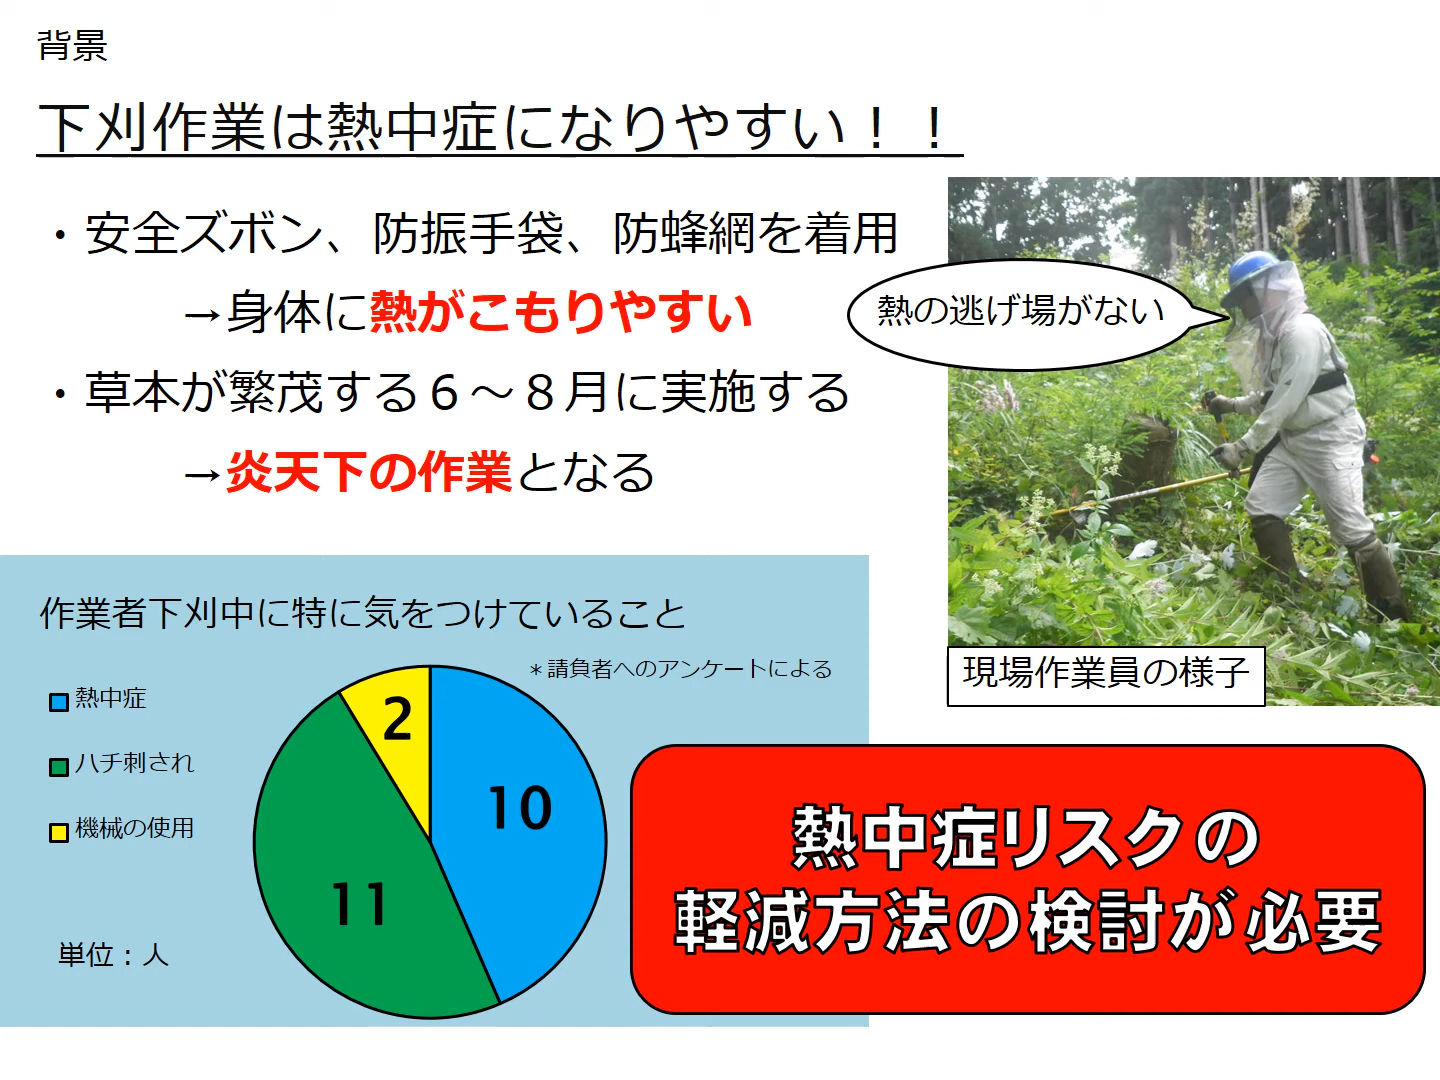 背景
下刈作業は熱中症になりやすい！！
・安全ズボン、防振手袋、防蜂網を着用
→身体に熱がこもりやすい
・草本が繁茂する６～８月に実施する
→炎天下の作業となる
熱の逃げ場がない
現場作業員の様子
作業者下刈中に特に気をつけていること
＊請負者へのアンケートによる
熱中症
ハチ刺され
機械の使用
単位：人
2
10
11
熱中症リスクの
軽減方法の検討が必要